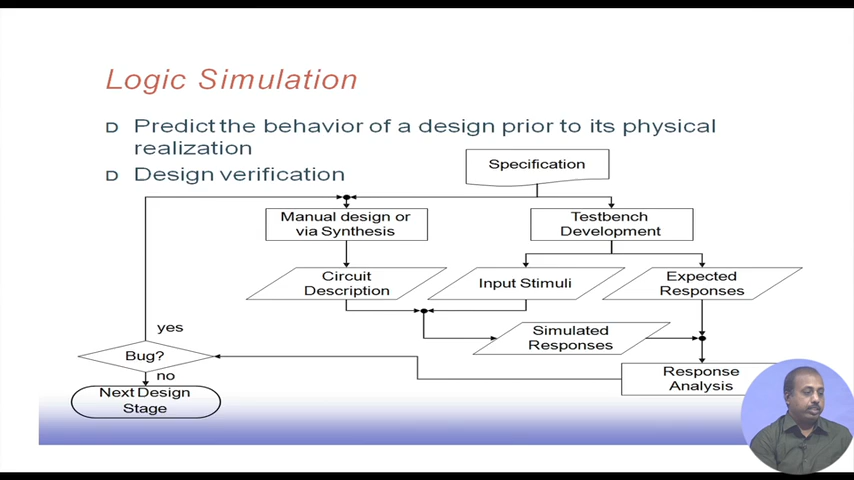 Logic Simulation
D Predict the behavior of a design prior to its physical
realization
D Design verification
Specification
Manual design or
via Synthesis
Testbench
Development
Circuit
Description
Input Stimuli
Expected
Responses
Simulated
Responses
yes
Bug?
no
Response
Analysis
Next Design
Stage